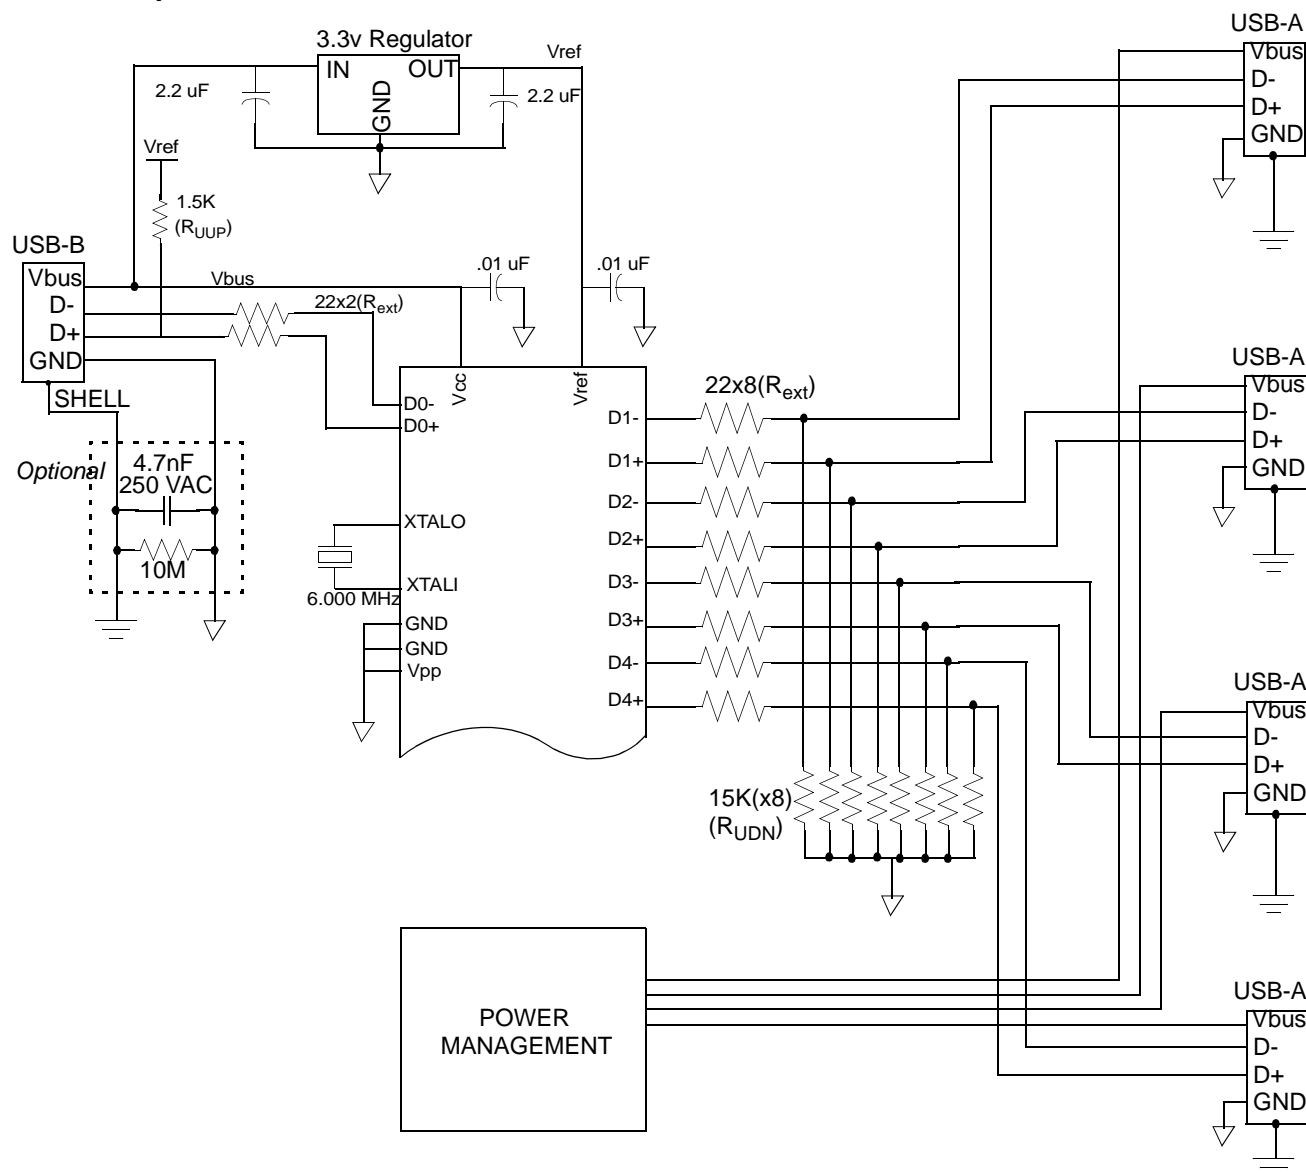 3.3v Regulator
IN
OUT
GND
Vref
2.2 uF
2.2 uF
Vref
1.5K
(RUUP)
USB-B
Vbus
D-
D+
GND
SHELL
Vbus
22x2(Rext)
.01 uF
.01 uF
Optional
4.7nF
250 VAC
10M
Vcc
Vref
D0-
D0+
XTALO
XTALI
6.000 MHz
GND
GND
Vpp
D1-
D1+
D2-
D2+
D3-
D3+
D4-
D4+
22x8(Rext)
15K(x8)
(RUDN)
POWER
MANAGEMENT
USB-A
Vbus
D-
D+
GND
USB-A
Vbus
D-
D+
GND
USB-A
Vbus
D-
D+
GND
USB-A
Vbus
D-
D+
GND